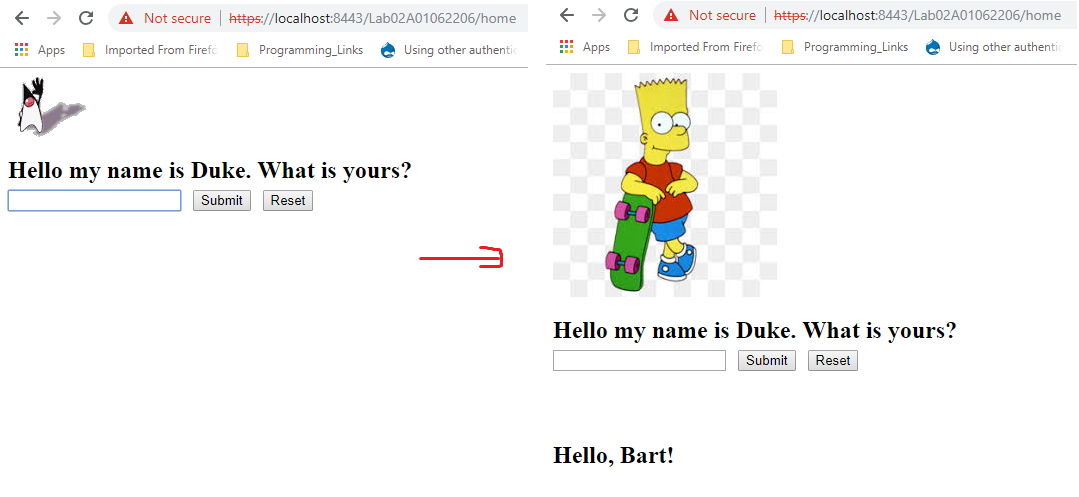 Not secure | https://localhost:8443/Lab02A01062206/home
Apps Imported From Firefo Programming_Links Using other authentic
Hello my name is Duke. What is yours?
Submit Reset
Not secure | https://localhost:8443/Lab02A01062206/home
Apps Imported From Firefo Programming_Links Using other authentic
Hello my name is Duke. What is yours?
Submit Reset
Hello, Bart!